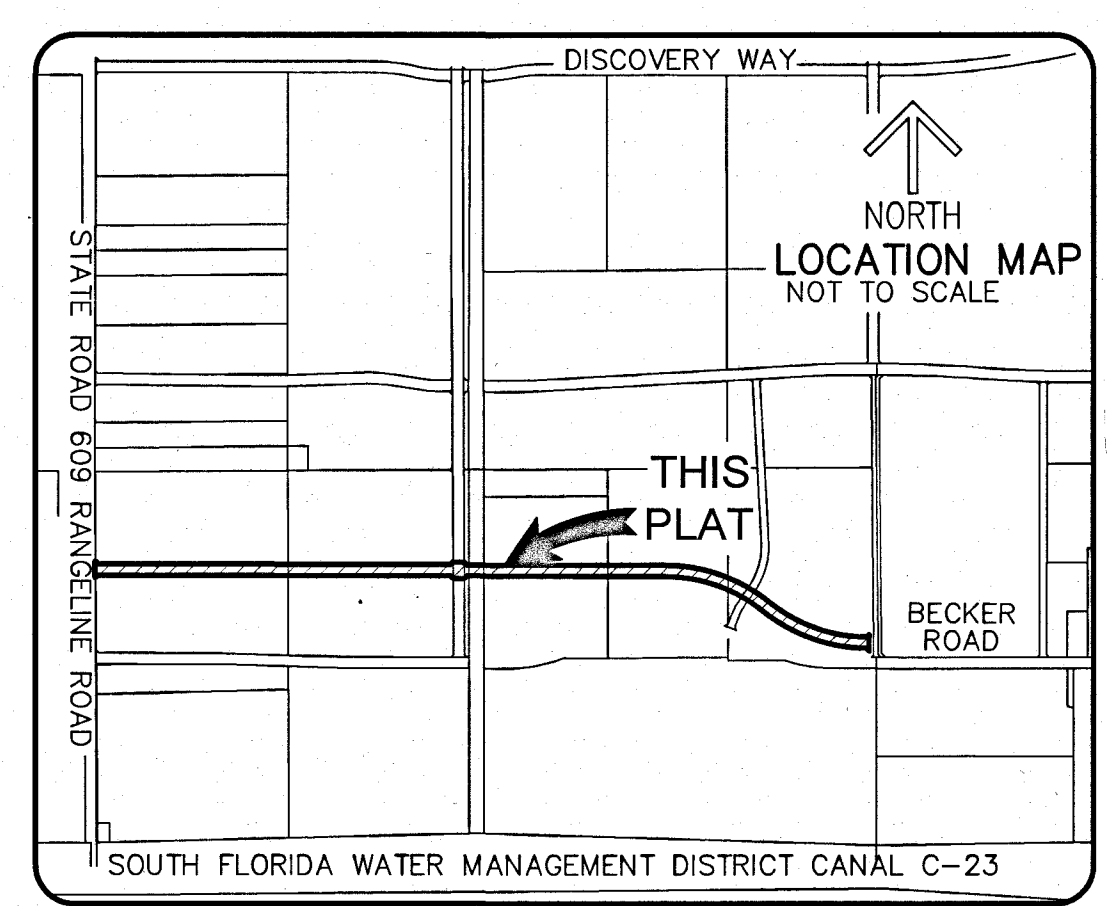 DISCOVERY WAY
NORTH
LOCATION MAP
NOT TO SCALE
STATE ROAD 609 RANGELINE ROAD
THIS
PLAT
BECKER
ROAD
SOUTH FLORIDA WATER MANAGEMENT DISTRICT CANAL C-23